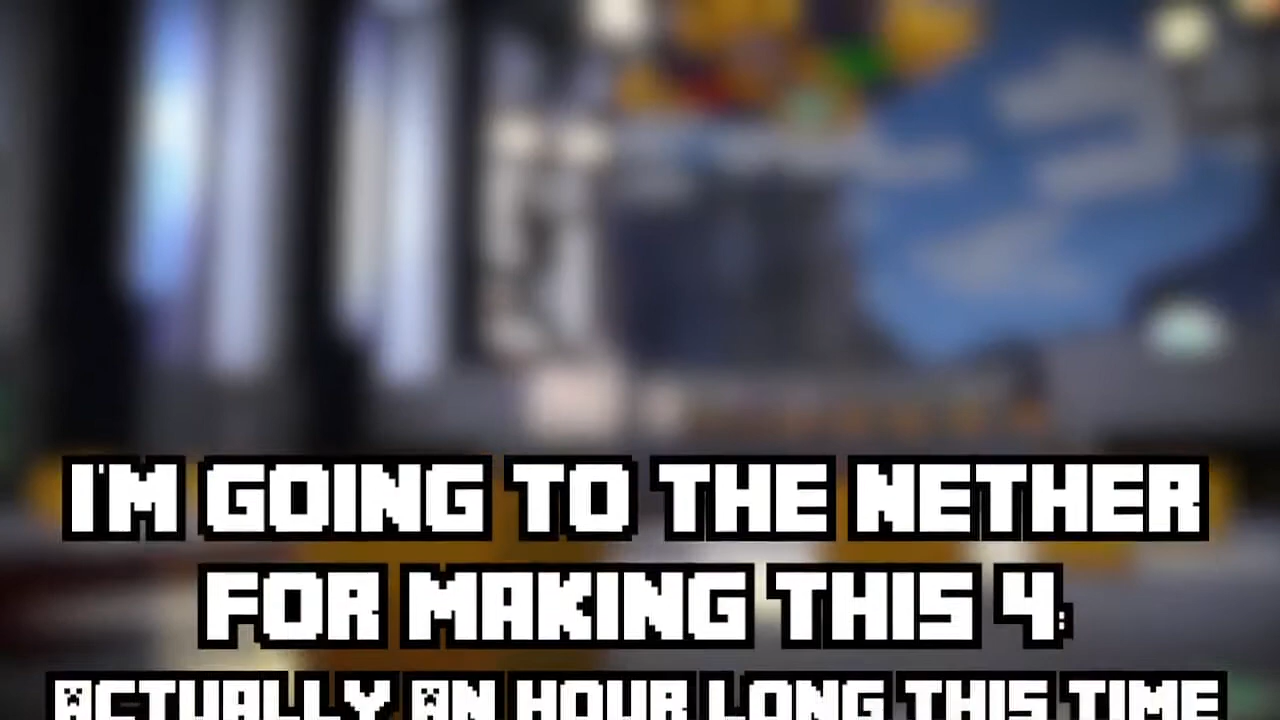 I'M GOING TO THE NETHER
FOR MAKING THIS 4:
ACTUALLY AN HOUR LONG THIS TIME